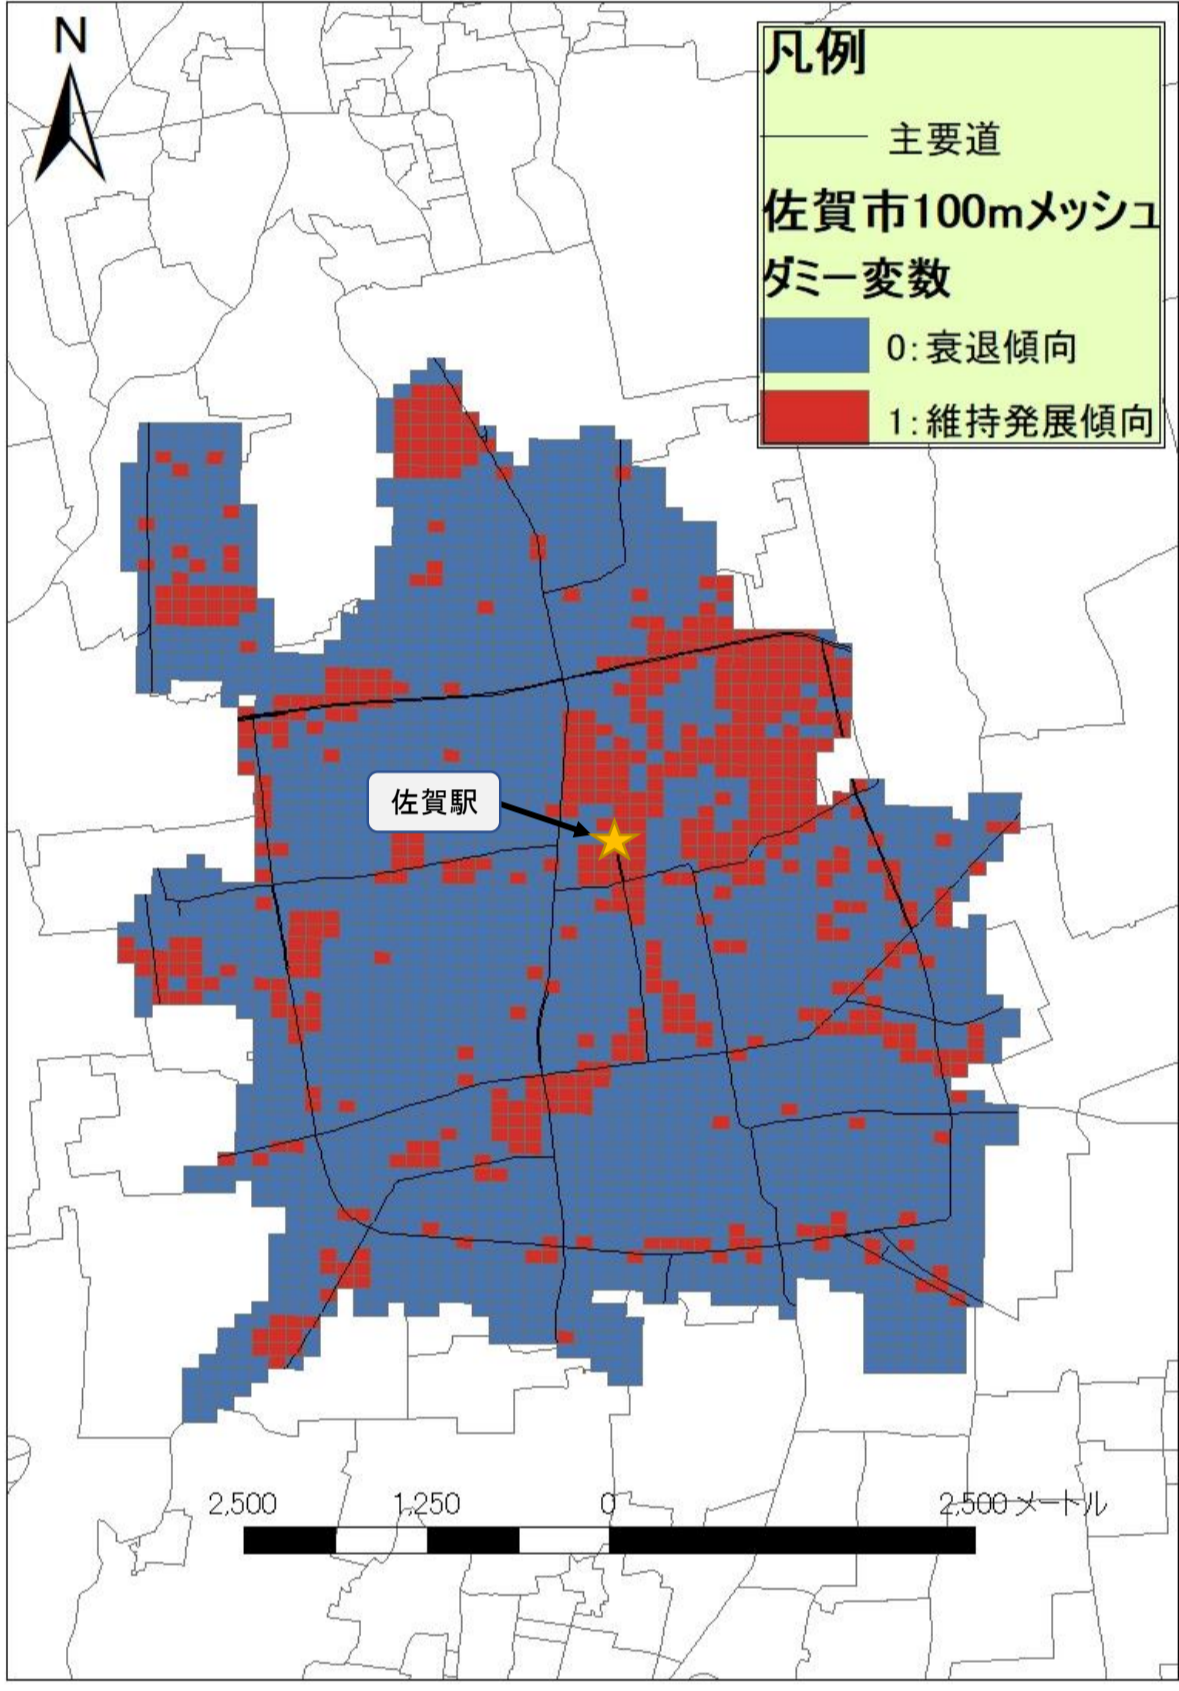 N
凡例
主要道
佐賀市100mメッシュ
ダミー変数
0:衰退傾向
1:維持発展傾向
佐賀駅
2,500 1,250 0 2,500 メートル